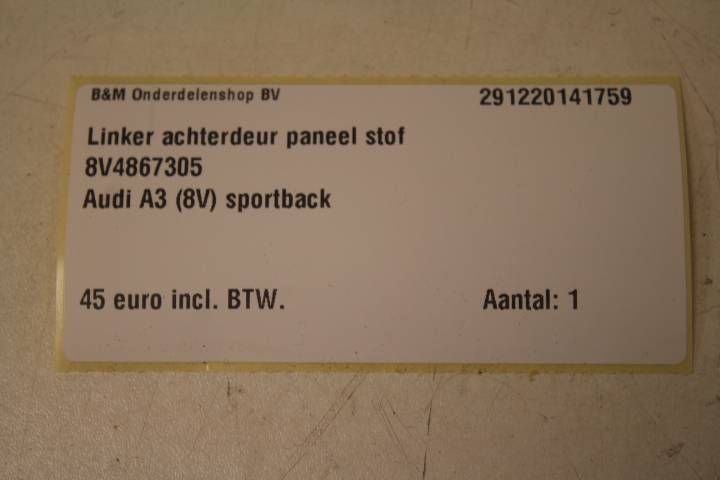 B&M Onderdelenshop BV 291220141759
Linker achterdeur paneel stof
8V4867305
Audi A3 (8V) sportback
45 euro incl. BTW. Aantal: 1